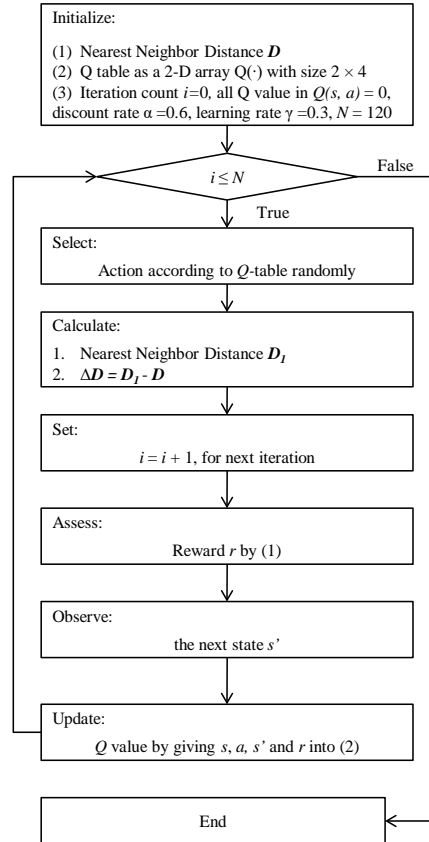 Initialize:
(1) Nearest Neighbor Distance D
(2) Q table as a 2-D array Q(·) with size 2 × 4
(3) Iteration count i=0, all Q value in Q(s, a) = 0,
discount rate α =0.6, learning rate γ =0.3, N = 120
i ≤ N
False
True
Select:
Action according to Q-table randomly
Calculate:
1. Nearest Neighbor Distance D₁
2. ΔD = D₁ - D
Set:
i = i + 1, for next iteration
Assess:
Reward r by (1)
Observe:
the next state s’
Update:
Q value by giving s, a, s’ and r into (2)
End